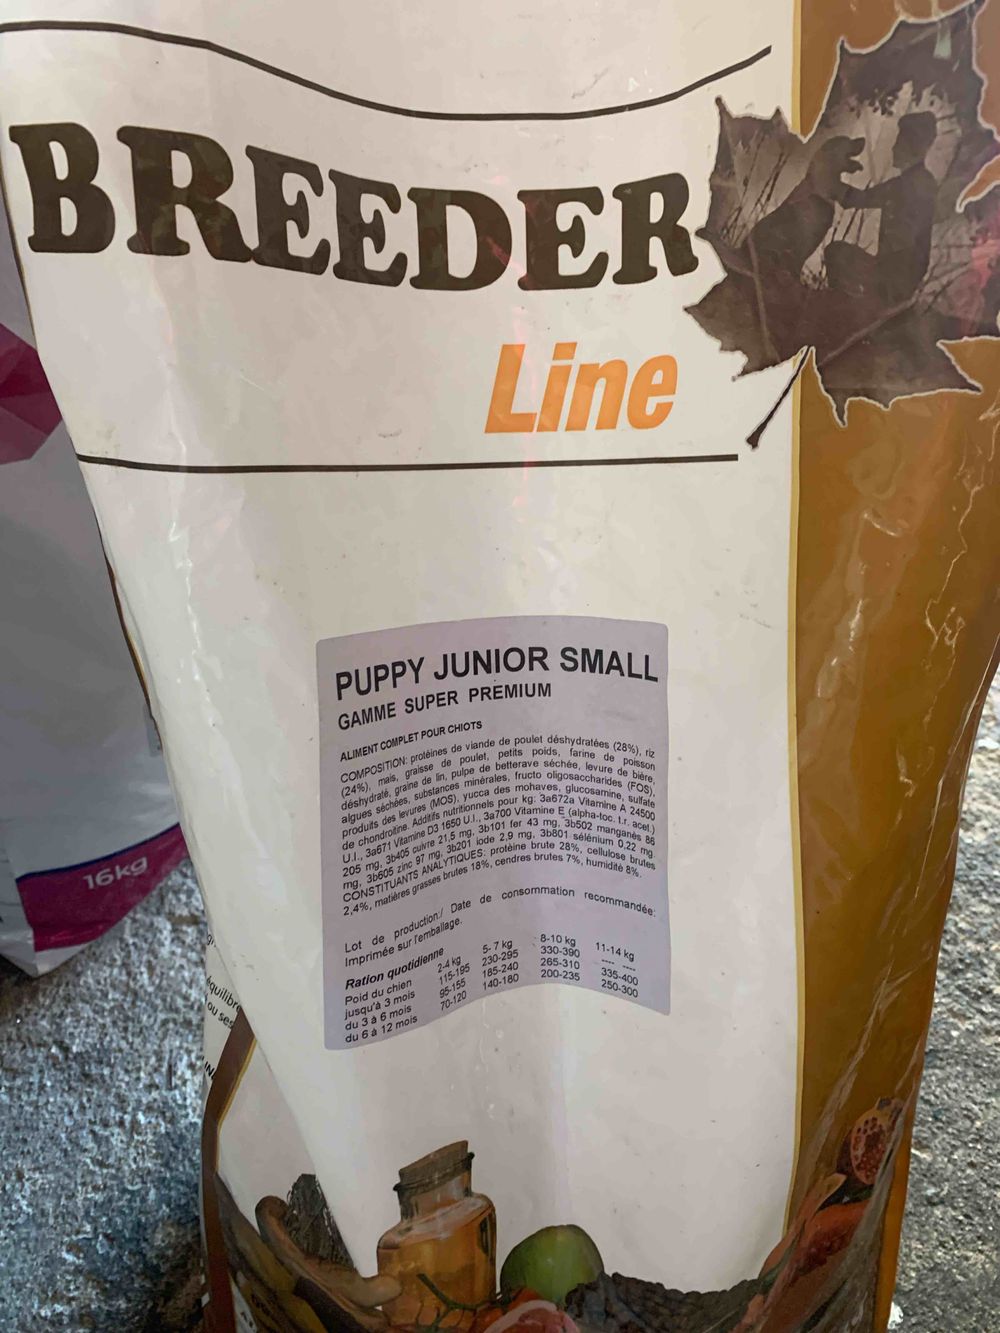 BREEDER
Line
PUPPY JUNIOR SMALL
GAMME SUPER PREMIUM
ALIMENT COMPLET POUR CHIOTS
COMPOSITION: protéines de viande de poulet déshydratées (28%), riz
(24%), mais, graisse de poulet, petits poids, farine de poisson
déshydraté, graine de lin, pulpe de betterave séchée, levure de bière,
algues séchées, substances minérales, fructo oligosaccharides (FOS),
produits des levures (MOS), yucca des mohaves, glucosamine, sulfate
de chondroitine. Additifs nutritionnels pour kg: 3a672a Vitamine A 24500
U.I., 3a671 Vitamine D3 1650 U.I., 3a700 Vitamine E (alpha-toc. t.r. acet.)
205 mg, 3b405 cuivre 21,5 mg, 3b101 fer 43 mg, 3b502 manganès 86
mg, 3b605 zinc 97 mg, 3b201 iode 2,9 mg, 3b801 sélénium 0,22 mg.
CONSTITUANTS ANALYTIQUES: protéine brute 28%, cellulose brutes
2,4%, matières grasses brutes 18%, cendres brutes 7%, humidité 8%.
Lot de production:/ Date de consommation recommandée:
Imprimée sur l'emballage.
Ration quotidienne
Poid du chien 2-4 kg 5- 7 kg 8-10 kg 11-14 kg
jusqu'à 3 mois 115-195 230-295 330-390 ---- ----
du 3 à 6 mois 95-155 185-240 265-310 335-400
du 6 à 12 mois 70-120 140-180 200-235 250-300
16kg
équilibre
ou ses